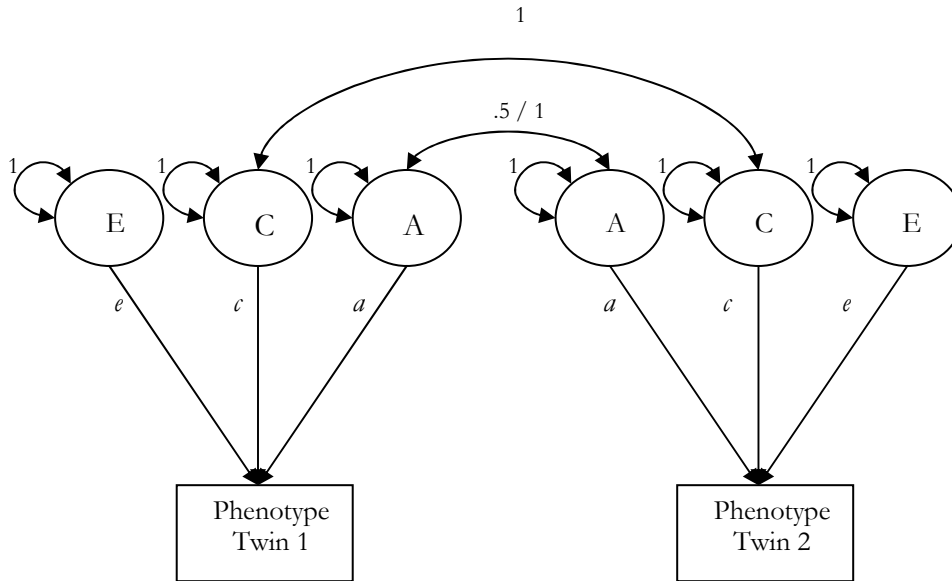 1
.5 / 1
1 1 1 1 1 1
E C A A C E
e c a a c e
Phenotype
Twin 1
Phenotype
Twin 2